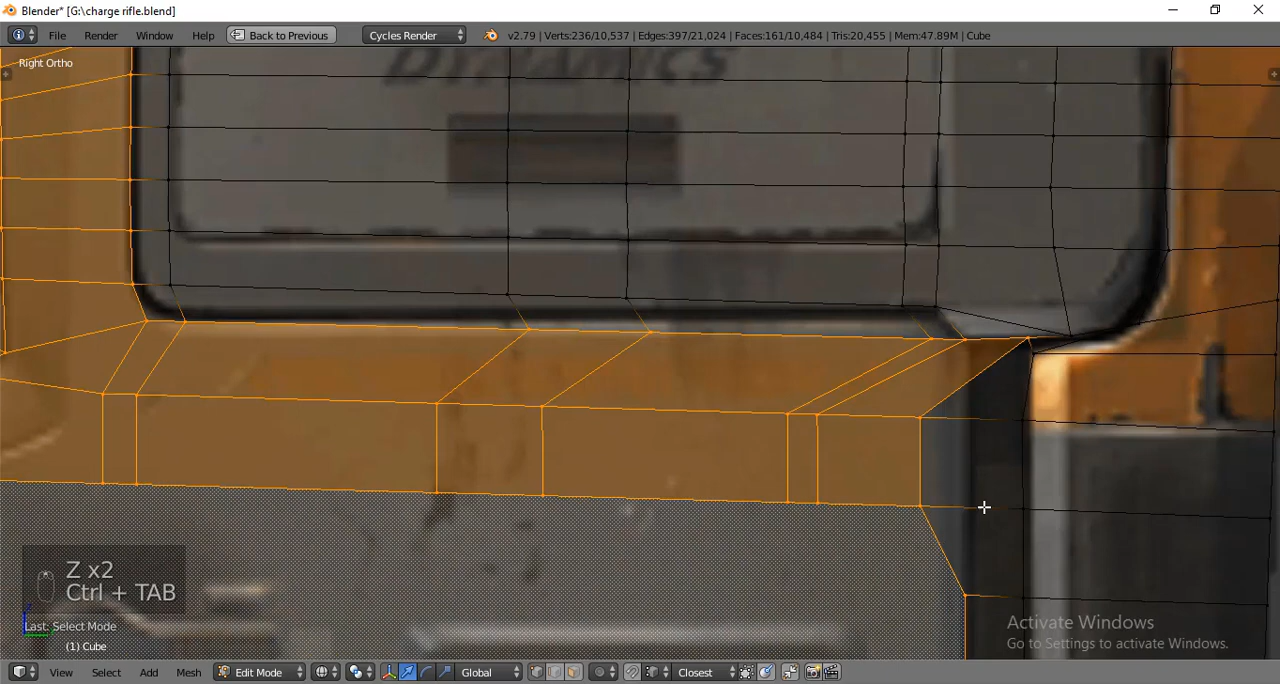 Blender* [G:\charge rifle.blend]
File Render Window Help Back to Previous Cycles Render v2.79 | Verts:236/10,537 | Edges:397/21,024 | Faces:161/10,484 | Tris:20,455 | Mem:47.89M | Cube
Right Ortho
DYNAMICS
Z x2
Ctrl + TAB
Last: Select Mode
(1) Cube
Activate Windows
Go to Settings to activate Windows.
View Select Add Mesh Edit Mode Global Closest